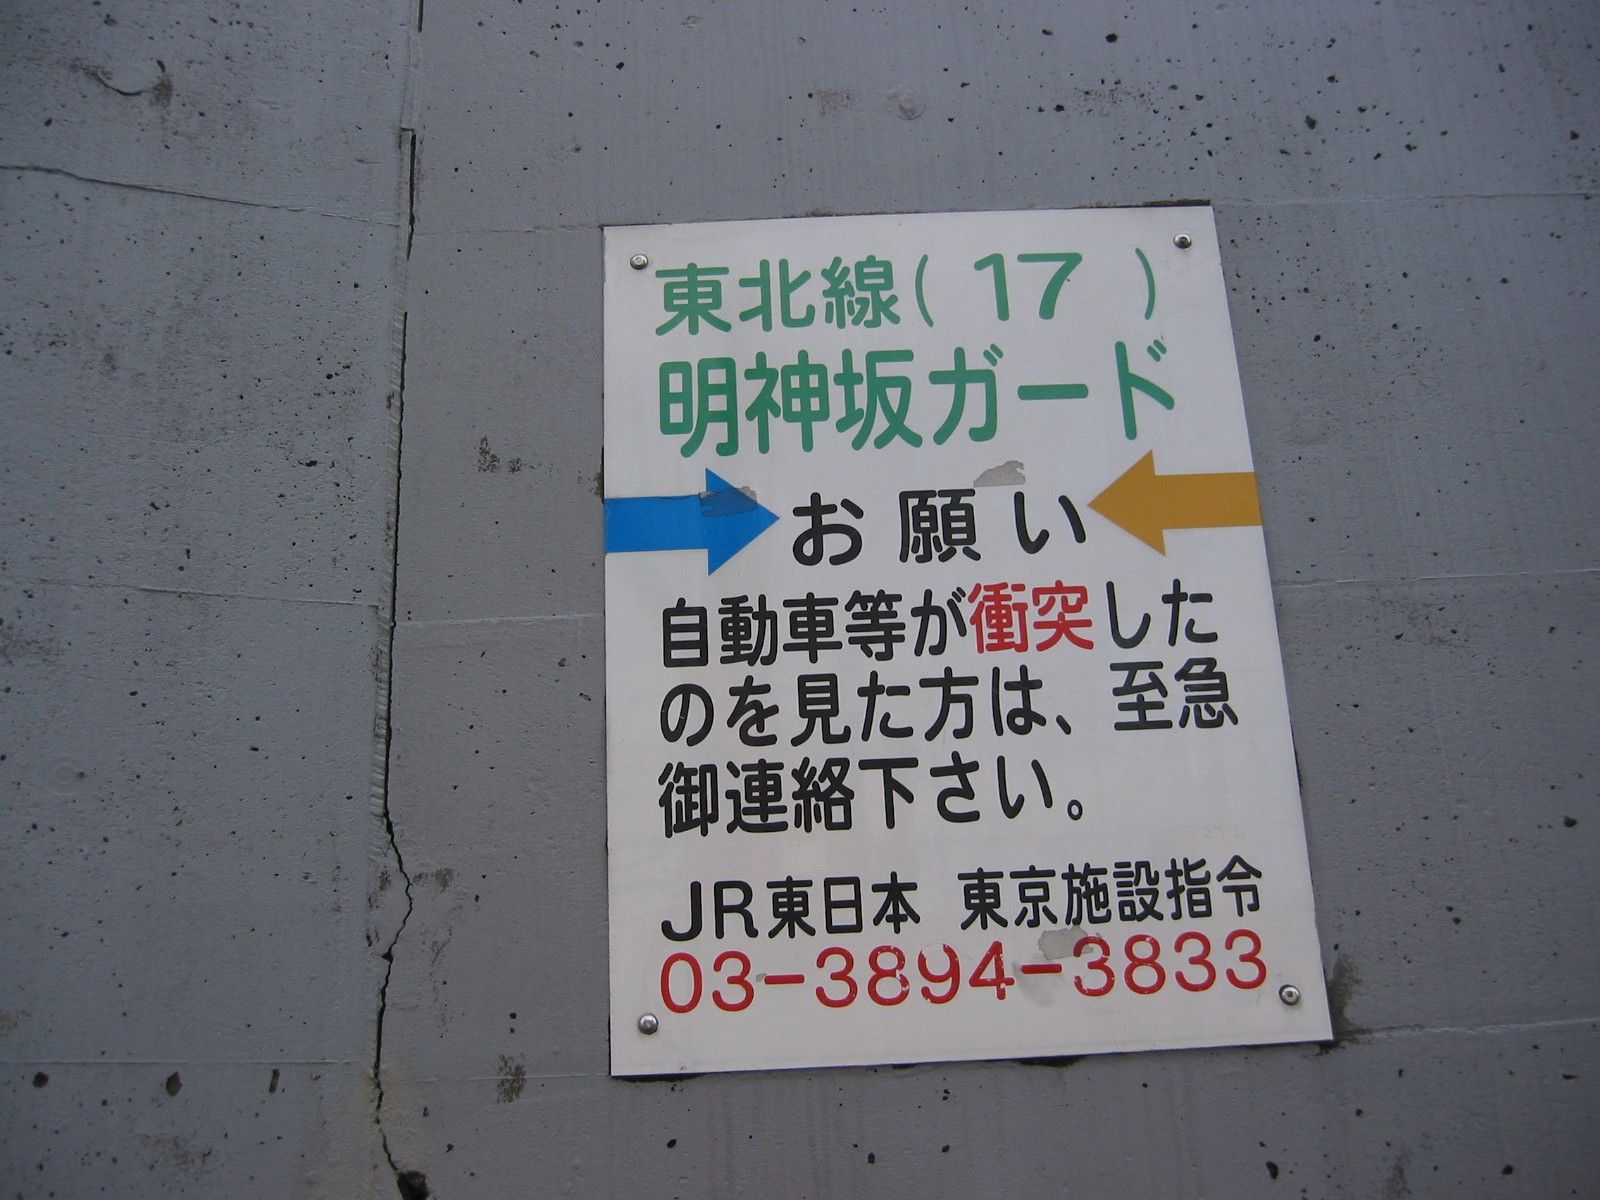 東北線( 17 )
明神坂ガード
お願い
自動車等が衝突した
のを見た方は、至急
御連絡下さい。
JR東日本 東京施設指令
03-3894-3833